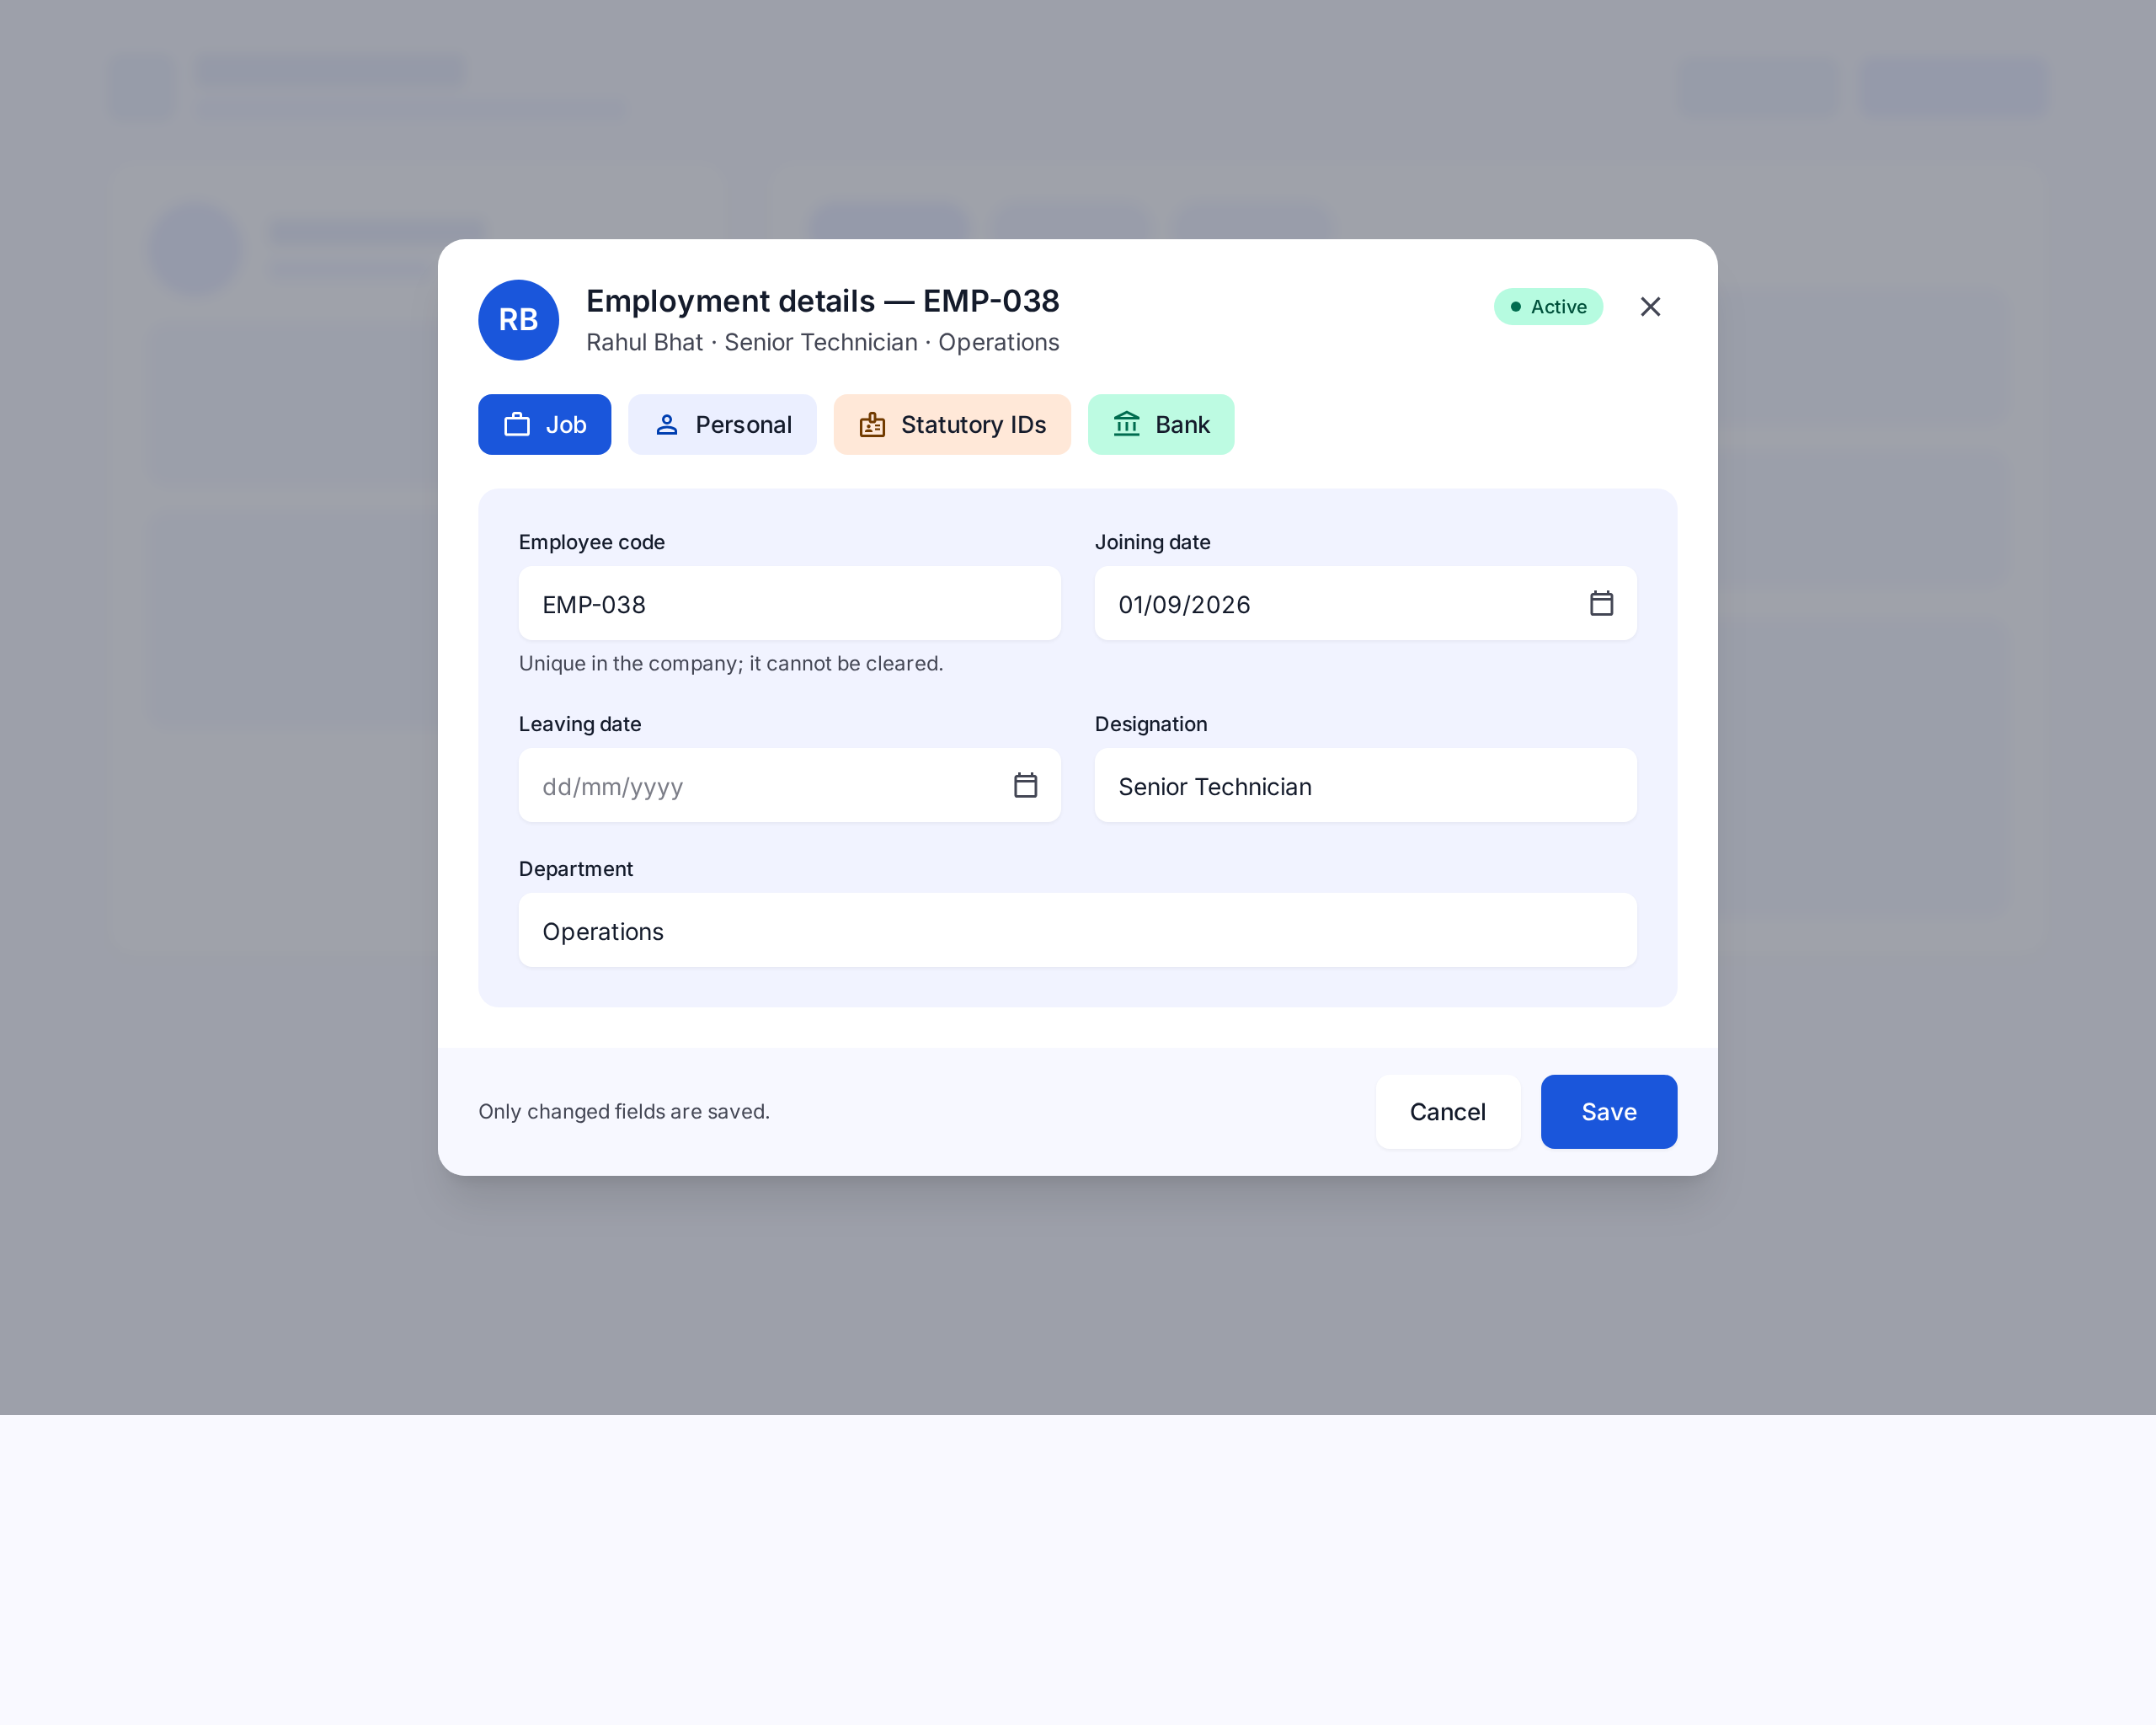 RB
Employment details — EMP-038
Rahul Bhat · Senior Technician · Operations
Active
Job
Personal
Statutory IDs
Bank
Employee code
EMP-038
Unique in the company; it cannot be cleared.
Joining date
01/09/2026
Leaving date
dd/mm/yyyy
Designation
Senior Technician
Department
Operations
Only changed fields are saved.
Cancel
Save